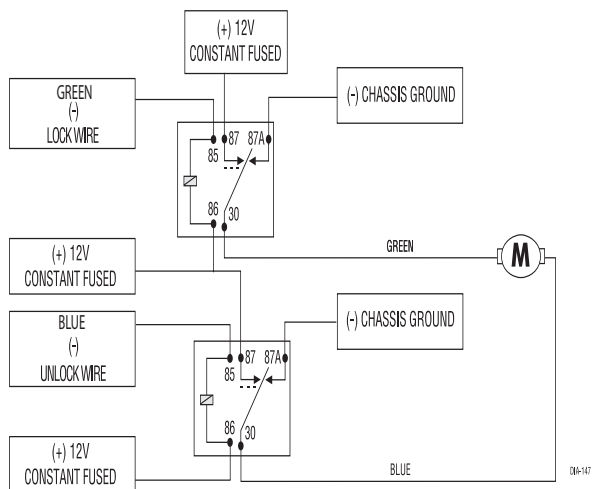 (+) 12V
CONSTANT FUSED
GREEN
(-)
LOCK WIRE
(-) CHASSIS GROUND
87 87A
85
86
30
(+) 12V
CONSTANT FUSED
GREEN
M
BLUE
(-)
UNLOCK WIRE
(-) CHASSIS GROUND
87 87A
85
86
30
(+) 12V
CONSTANT FUSED
BLUE
DIA-147